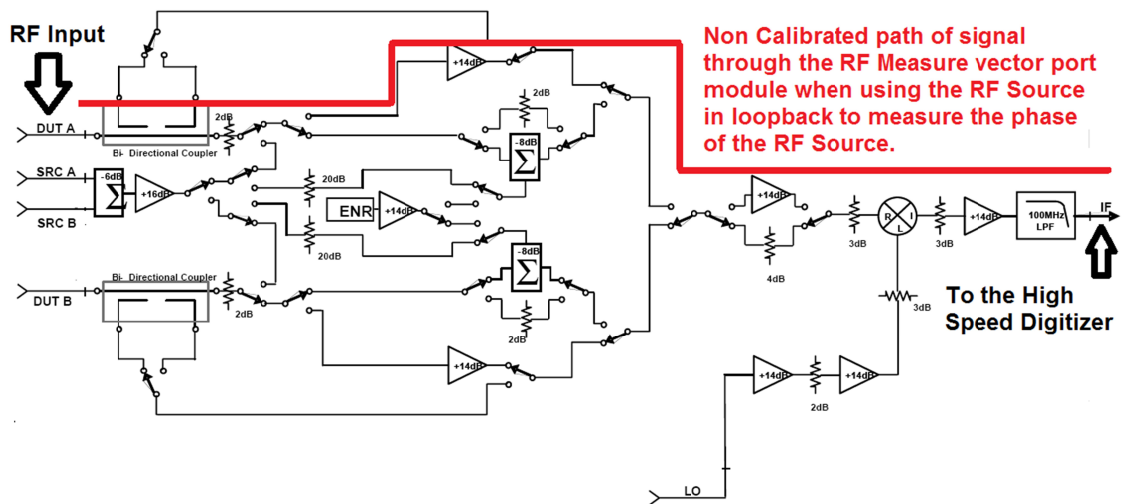 RF Input
Non Calibrated path of signal
through the RF Measure vector port
module when using the RF Source
in loopback to measure the phase
of the RF Source.
+14dB
2dB
2dB
DUT A
Bi- Directional Coupler
-8dB
Σ
SRC A
-6dB
Σ
+16dB
20dB
+14dB
ENR
+14dB
SRC B
20dB
3dB
R
I
L
3dB
+14dB
100MHz
LPF
IF
4dB
-8dB
Σ
Bi- Directional Coupler
DUT B
2dB
3dB
To the High
Speed Digitizer
2dB
+14dB
+14dB
+14dB
2dB
LO